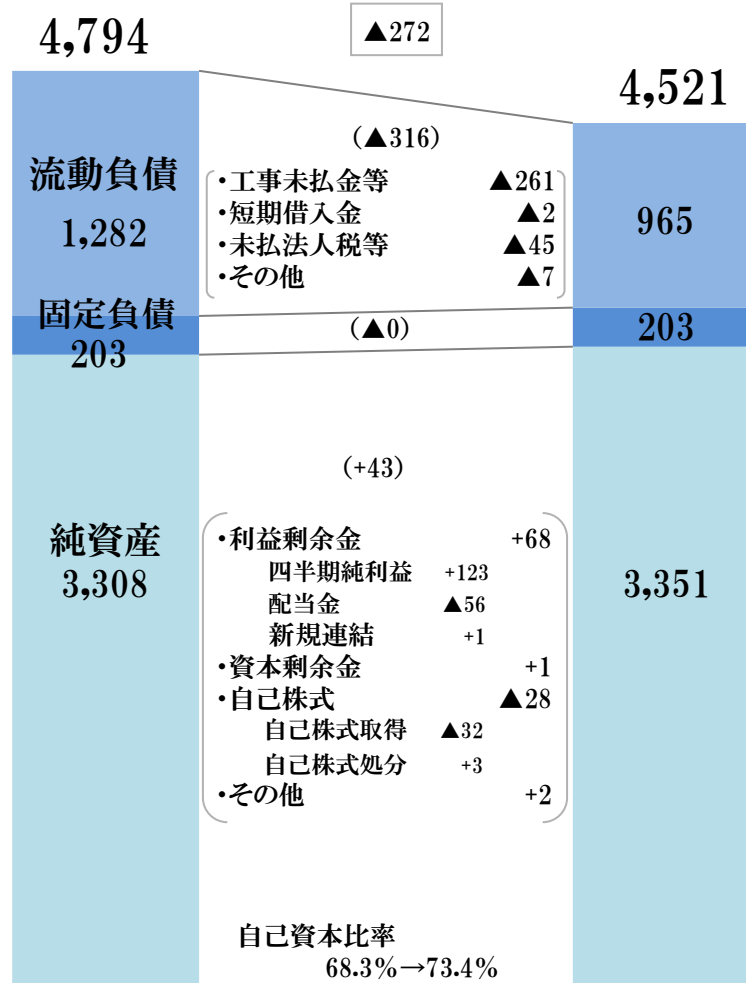 4,794
▲272
4,521
(▲316)
流動負債
1,282
・工事未払金等 ▲261
・短期借入金 ▲2
・未払法人税等 ▲45
・その他 ▲7
965
固定負債
203
(▲0)
203
(+43)
純資産
3,308
・利益剰余金 +68
四半期純利益 +123
配当金 ▲56
新規連結 +1
・資本剰余金 +1
・自己株式 ▲28
自己株式取得 ▲32
自己株式処分 +3
・その他 +2
3,351
自己資本比率
68.3%→73.4%